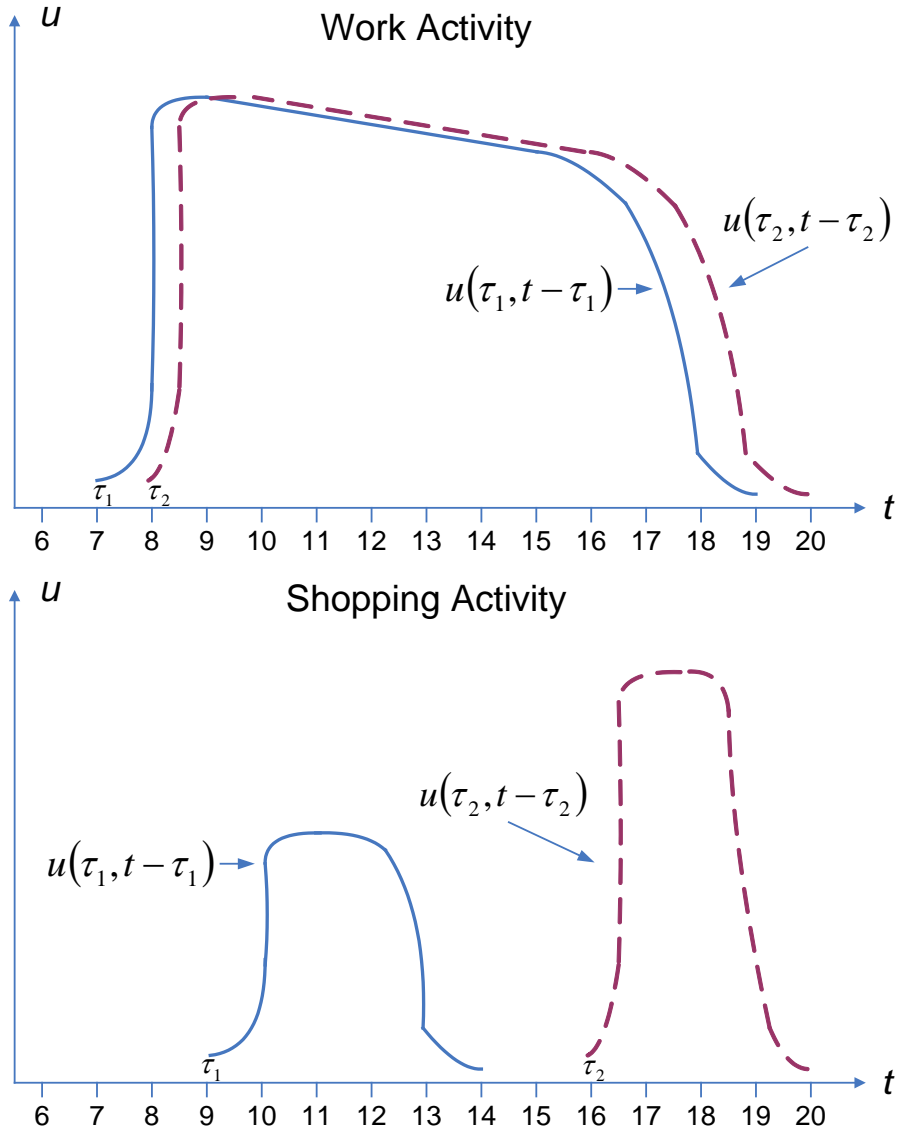 u
Work Activity
u(τ₂, t − τ₂)
u(τ₁, t − τ₁)
τ₁ τ₂
t
6 7 8 9 10 11 12 13 14 15 16 17 18 19 20
u
Shopping Activity
u(τ₂, t − τ₂)
u(τ₁, t − τ₁)
τ₁ τ₂
t
6 7 8 9 10 11 12 13 14 15 16 17 18 19 20